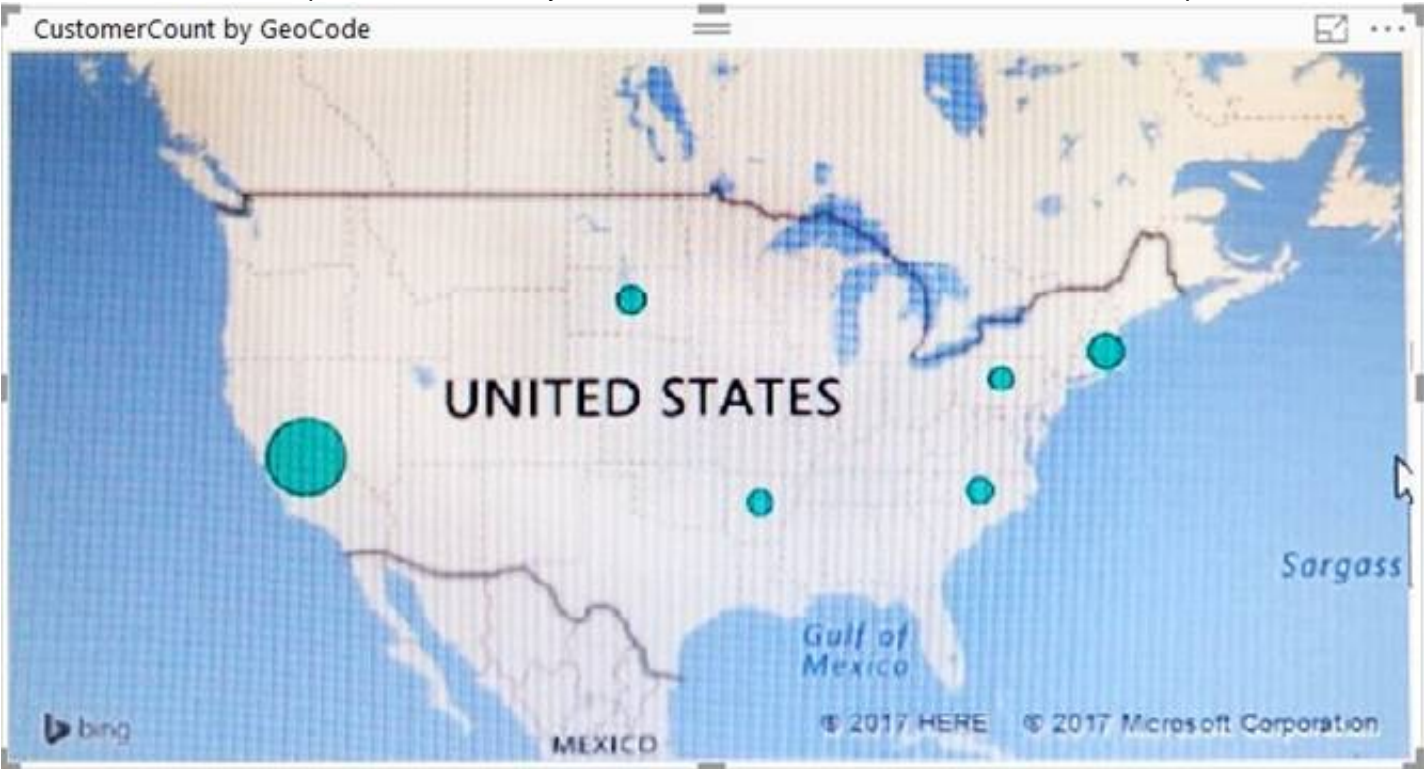 CustomerCount by GeoCode
UNITED STATES
Sargass
Gulf of
Mexico
bing
© 2017 HERE © 2017 Microsoft Corporation
MEXICO